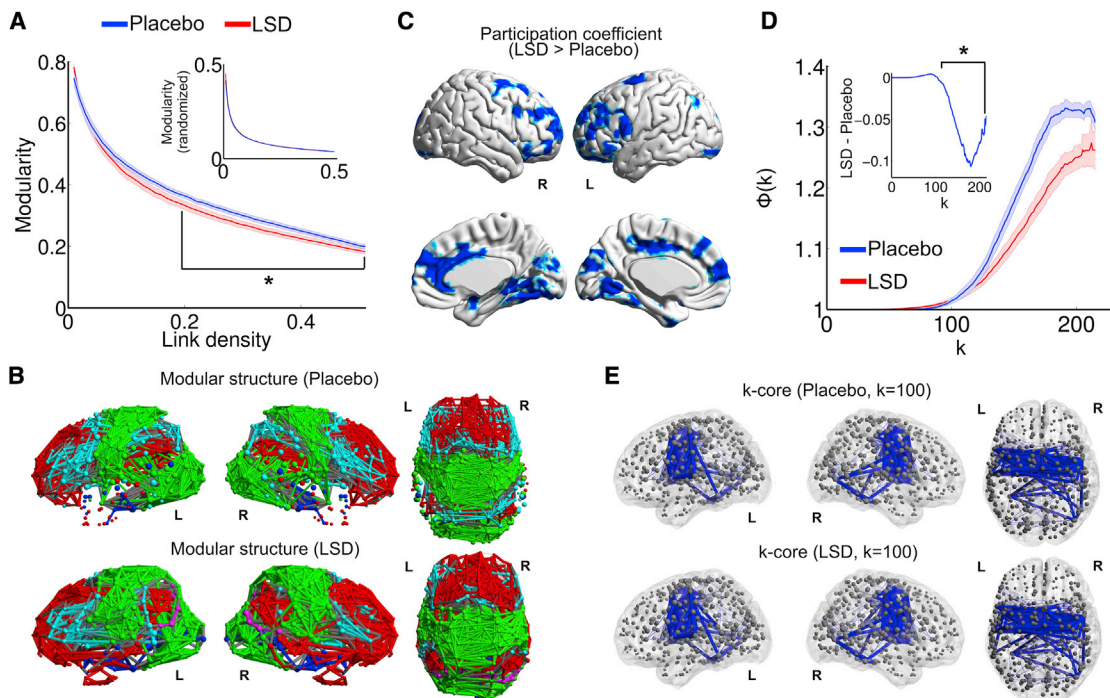 A
Placebo
LSD
Modularity
0.8
0.6
0.4
0.2
0
0
0.2
0.4
Link density
*
Modularity
(randomized)
0.5
0
0
0.5
B
Modular structure (Placebo)
L
R
L
R
Modular structure (LSD)
L
R
L
R
C
Participation coefficient
(LSD > Placebo)
R
L
D
Φ(k)
1.4
1.3
1.2
1.1
1
0
100
200
k
Placebo
LSD
LSD - Placebo
0
−0.05
−0.1
0
100
200
k
*
E
k-core (Placebo, k=100)
L
R
L
R
k-core (LSD, k=100)
L
R
L
R